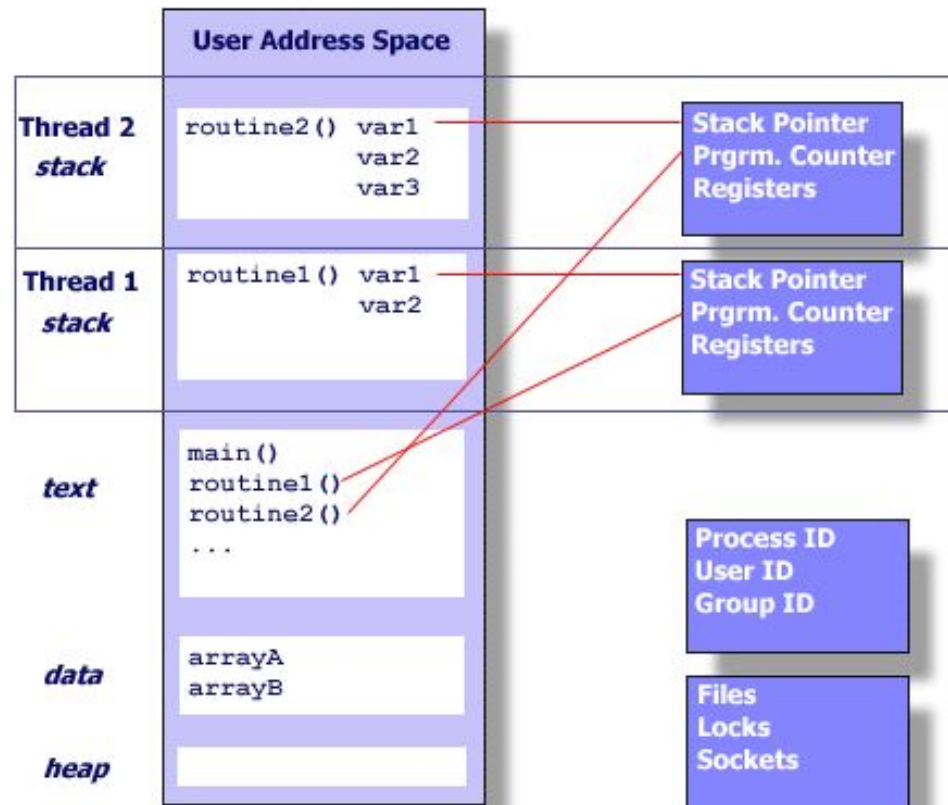 User Address Space
Thread 2
stack
routine2() var1
var2
var3
Stack Pointer
Prgrm. Counter
Registers
Thread 1
stack
routine1() var1
var2
Stack Pointer
Prgrm. Counter
Registers
text
main()
routine1()
routine2()
...
Process ID
User ID
Group ID
data
arrayA
arrayB
Files
Locks
Sockets
heap